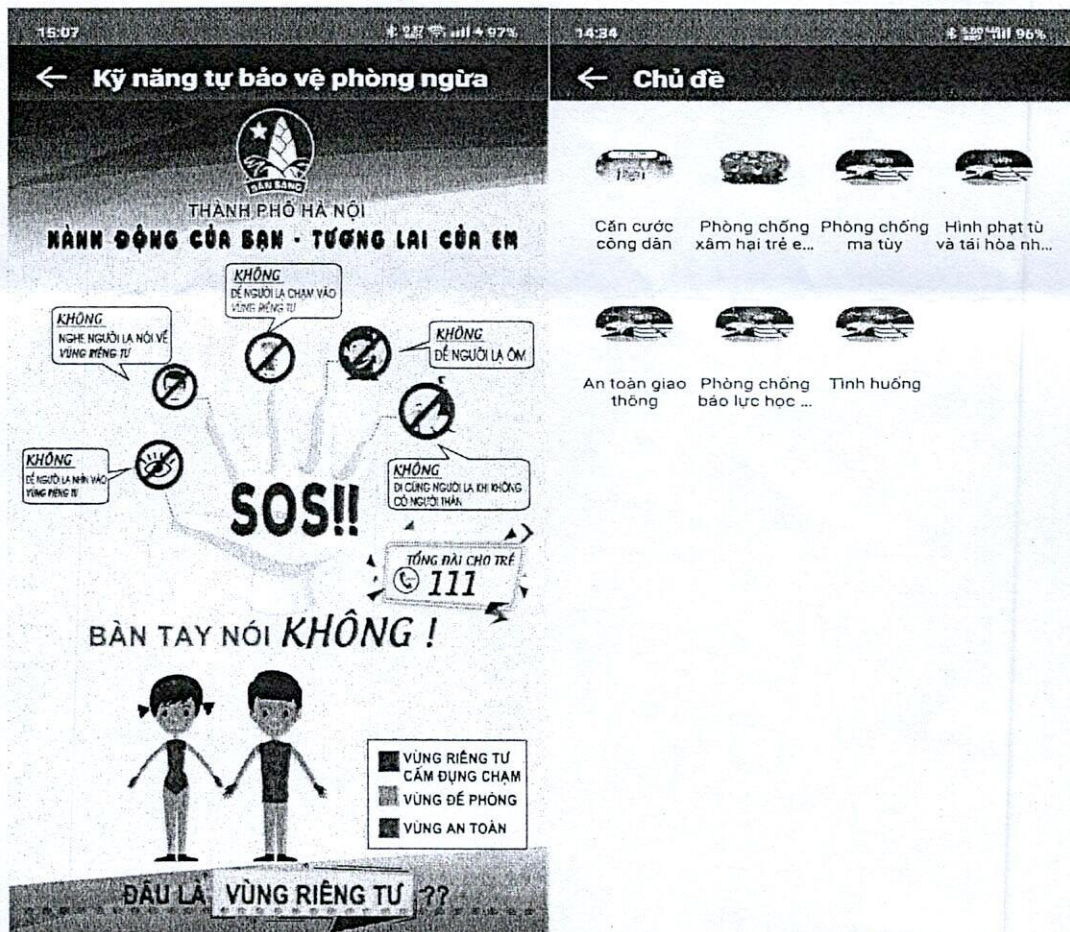 15:07
97%
← Kỹ năng tự bảo vệ phòng ngừa
SẴN SÀNG
THÀNH PHỐ HÀ NỘI
HÀNH ĐỘNG CỦA BẠN - TƯƠNG LAI CỦA EM
KHÔNG
ĐỂ NGƯỜI LẠ CHẠM VÀO
VÙNG RIÊNG TƯ
KHÔNG
NGHE NGƯỜI LẠ NÓI VỀ
VÙNG RIÊNG TƯ
KHÔNG
ĐỂ NGƯỜI LẠ ÔM
KHÔNG
ĐỂ NGƯỜI LẠ NHÌN VÀO
VÙNG RIÊNG TƯ
KHÔNG
ĐI CÙNG NGƯỜI LẠ KHI KHÔNG
CÓ NGƯỜI THÂN
SOS!!
TỔNG ĐÀI CHO TRẺ
111
BÀN TAY NÓI KHÔNG !
VÙNG RIÊNG TƯ
CẤM ĐỤNG CHẠM
VÙNG ĐỀ PHÒNG
VÙNG AN TOÀN
ĐÂU LÀ VÙNG RIÊNG TƯ ??
14:34
96%
← Chủ đề
Căn cước
công dân
Phòng chống
xâm hại trẻ e...
Phòng chống
ma tùy
Hình phạt tù
và tái hòa nh...
An toàn giao
thông
Phòng chống
báo lực học ...
Tình huống